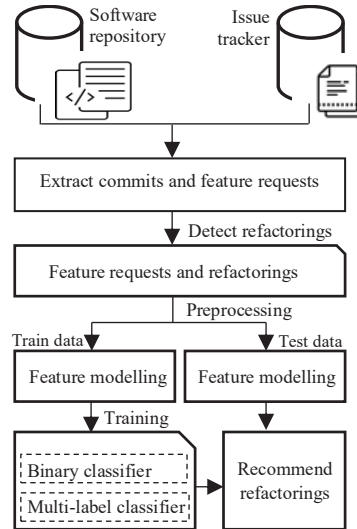 Software
repository
Issue
tracker
</>
Extract commits and feature requests
Detect refactorings
Feature requests and refactorings
Preprocessing
Train data
Test data
Feature modelling
Feature modelling
Training
Binary classifier
Multi-label classifier
Recommend
refactorings